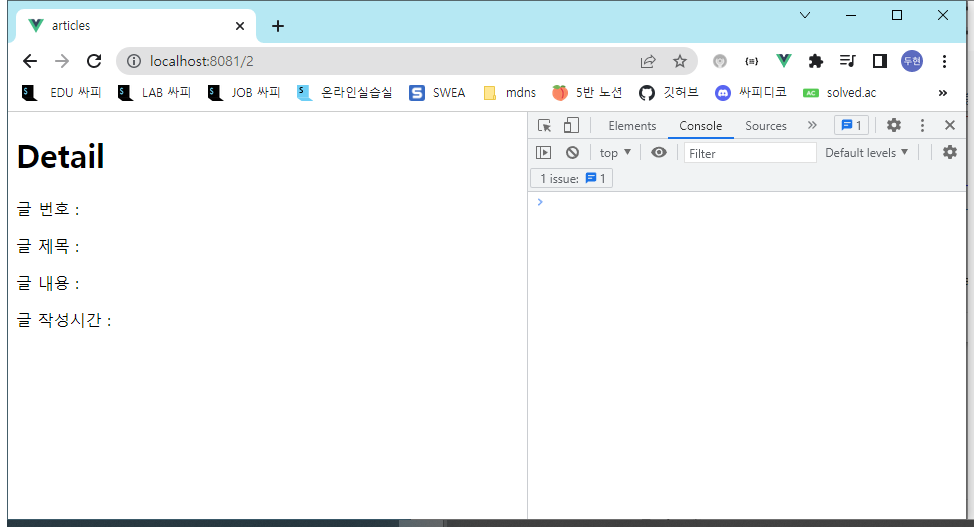 articles
localhost:8081/2
두현
EDU 싸피 LAB 싸피 JOB 싸피 온라인실습실 SWEA mdns 5반 노션 깃허브 싸피디코 solved.ac »
Elements Console Sources » 1
top Filter Default levels
1 issue: 1
Detail
글 번호 :
글 제목 :
글 내용 :
글 작성시간 :